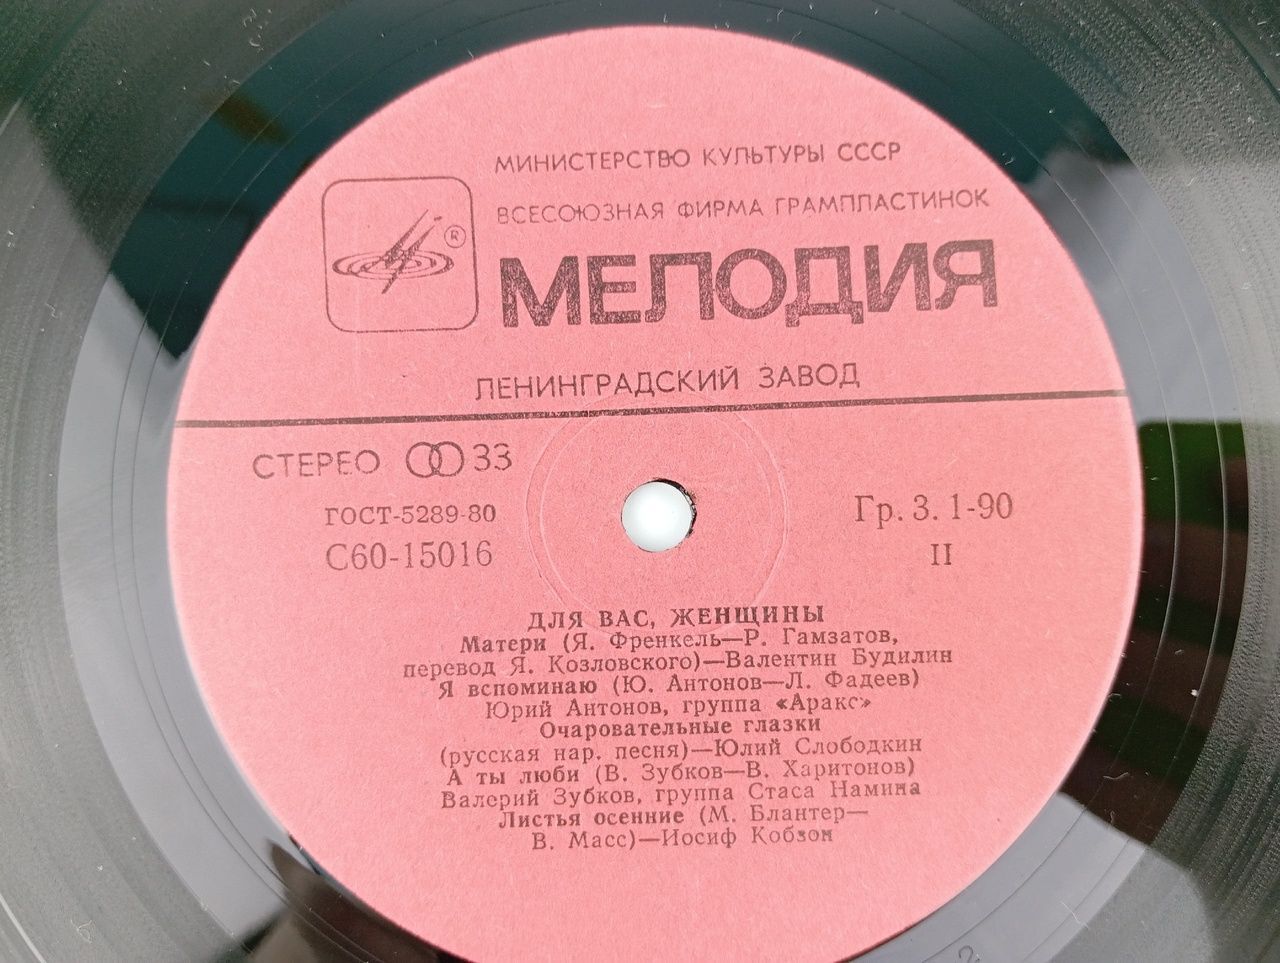 МИНИСТЕРСТВО КУЛЬТУРЫ СССР
ВСЕСОЮЗНАЯ ФИРМА ГРАМПЛАСТИНОК
®
МЕЛОДИЯ
ЛЕНИНГРАДСКИЙ ЗАВОД
СТЕРЕО 33
ГОСТ-5289-80
Гр. 3. 1-90
С60-15016
II
ДЛЯ ВАС, ЖЕНЩИНЫ
Матери (Я. Френкель—Р. Гамзатов,
перевод Я. Козловского)—Валентин Будилин
Я вспоминаю (Ю. Антонов—Л. Фадеев)
Юрий Антонов, группа «Аракс»
Очаровательные глазки
(русская нар. песня)—Юлий Слободкин
А ты люби (В. Зубков—В. Харитонов)
Валерий Зубков, группа Стаса Намина
Листья осенние (М. Блантер—
В. Масс)—Иосиф Кобзон